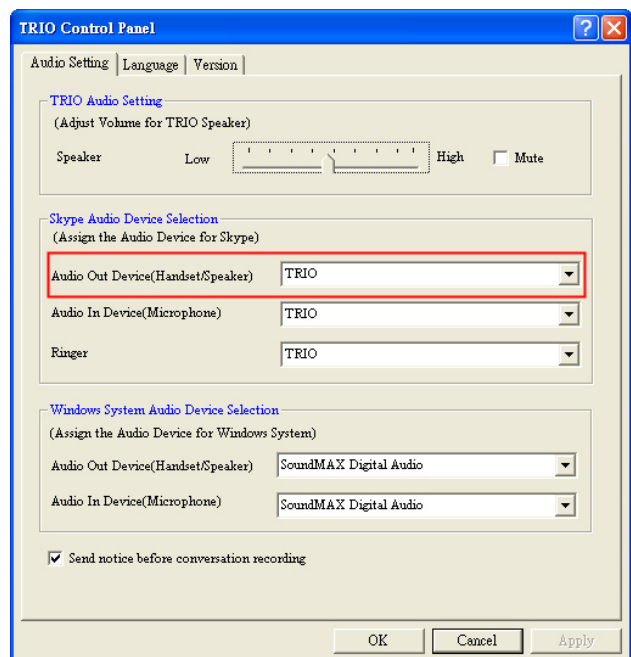 TRIO Control Panel
Audio Setting Language Version
TRIO Audio Setting
(Adjust Volume for TRIO Speaker)
Speaker Low High Mute
Skype Audio Device Selection
(Assign the Audio Device for Skype)
Audio Out Device(Handset/Speaker) TRIO
Audio In Device(Microphone) TRIO
Ringer TRIO
Windows System Audio Device Selection
(Assign the Audio Device for Windows System)
Audio Out Device(Handset/Speaker) SoundMAX Digital Audio
Audio In Device(Microphone) SoundMAX Digital Audio
Send notice before conversation recording
OK Cancel Apply